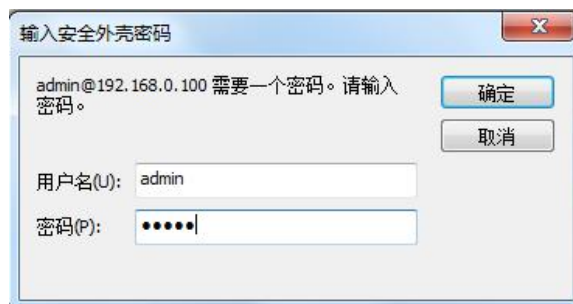 输入安全外壳密码
admin@192.168.0.100 需要一个密码。请输入
密码。
确定
取消
用户名(U): admin
密码(P): •••••